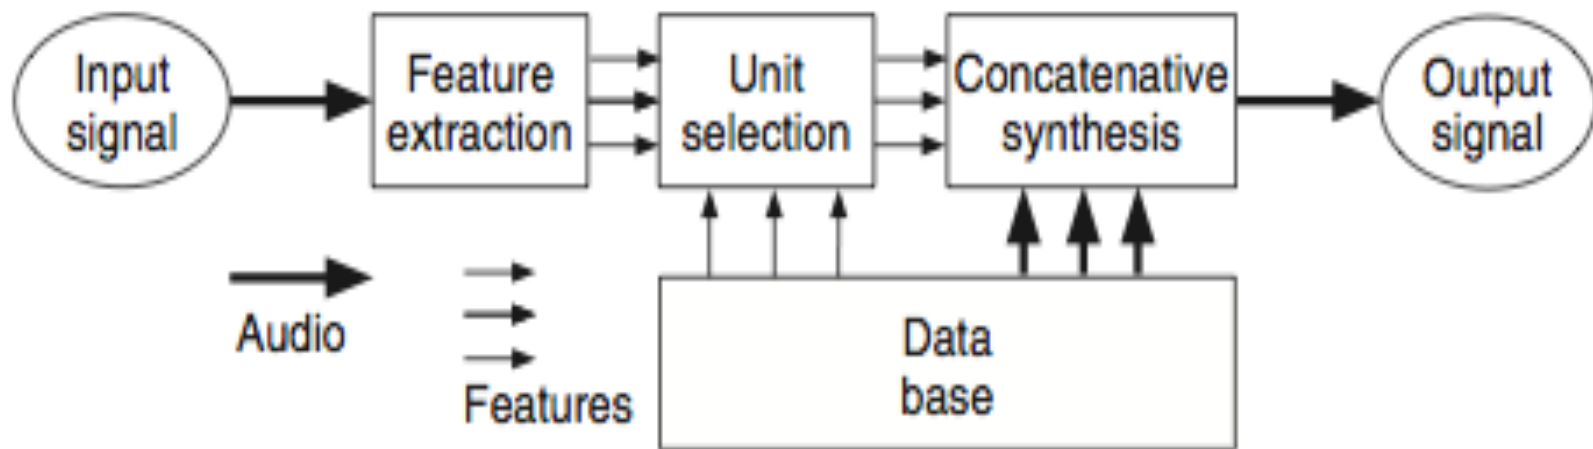 Input
signal
Feature
extraction
Unit
selection
Concatenative
synthesis
Output
signal
Audio
Features
Data
base